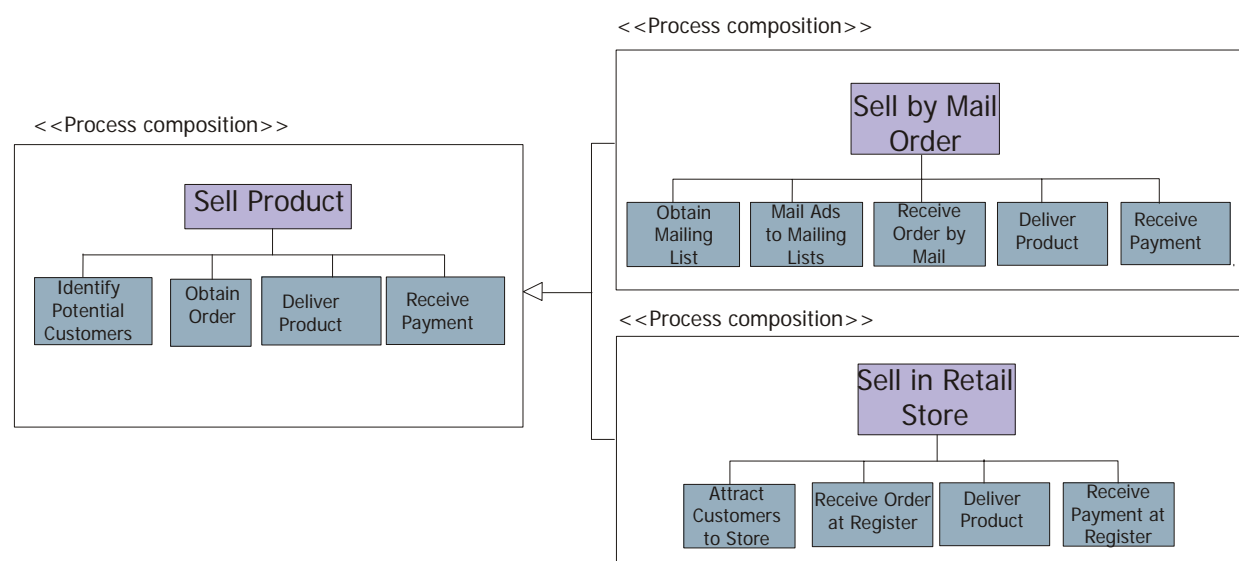 <<Process composition>>
Sell Product
Identify
Potential
Customers
Obtain
Order
Deliver
Product
Receive
Payment
<<Process composition>>
Sell by Mail
Order
Obtain
Mailing
List
Mail Ads
to Mailing
Lists
Receive
Order by
Mail
Deliver
Product
Receive
Payment
.
<<Process composition>>
Sell in Retail
Store
Attract
Customers
to Store
Receive Order
at Register
Deliver
Product
Receive
Payment at
Register